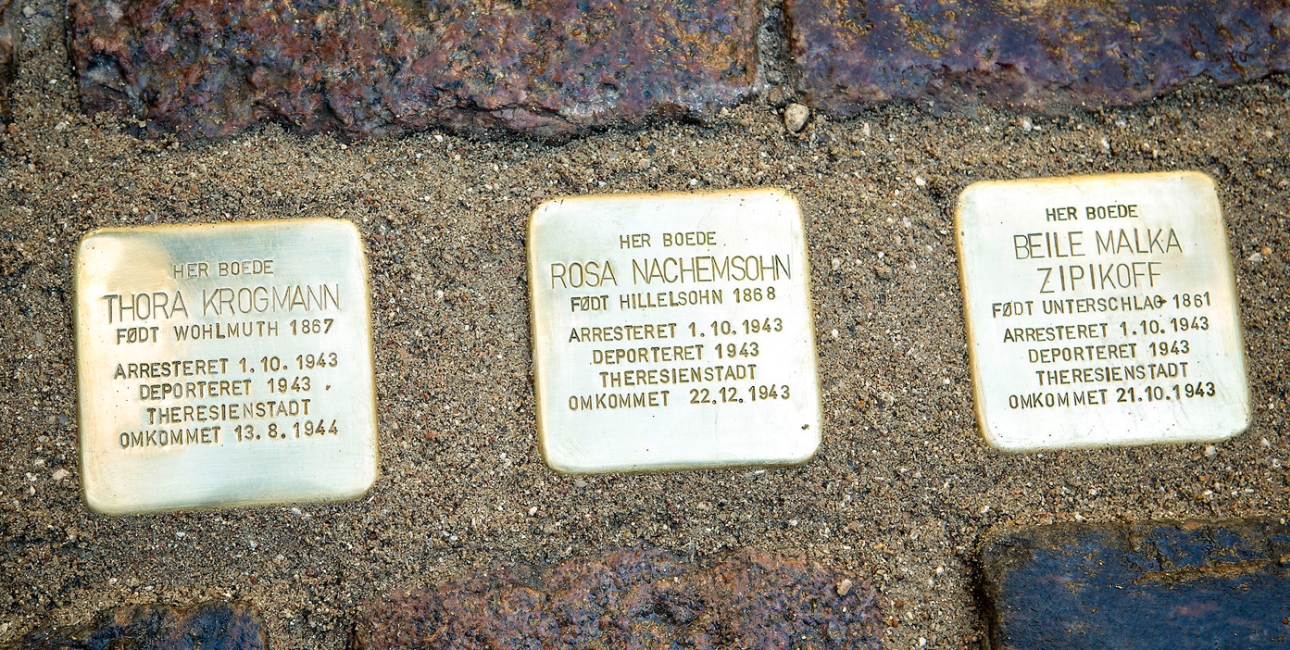 HER BOEDE
THORA KROGMANN
FØDT WOHLMUTH 1867
ARRESTERET 1.10.1943
DEPORTERET 1943
THERESIENSTADT
OMKOMMET 13.8.1944
HER BOEDE
ROSA NACHEMSOHN
FØDT HILLELSOHN 1868
ARRESTERET 1.10.1943
DEPORTERET 1943
THERESIENSTADT
OMKOMMET 22.12.1943
HER BOEDE
BEILE MALKA
ZIPIKOFF
FØDT UNTERSCHLAG 1861
ARRESTERET 1.10.1943
DEPORTERET 1943
THERESIENSTADT
OMKOMMET 21.10.1943